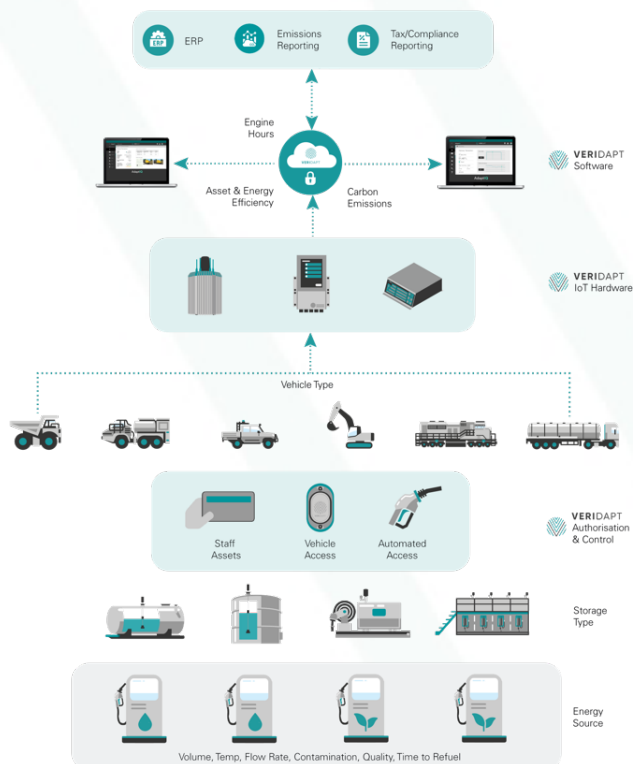 ERP
ERP
Emissions
Reporting
Tax/Compliance
Reporting
Engine
Hours
VERIDAPT
Asset & Energy
Efficiency
Carbon
Emissions
VERIDAPT
Software
VERIDAPT
IoT Hardware
Vehicle Type
Staff
Assets
Vehicle
Access
Automated
Access
VERIDAPT
Authorisation
& Control
Storage
Type
Energy
Source
Volume, Temp, Flow Rate, Contamination, Quality, Time to Refuel